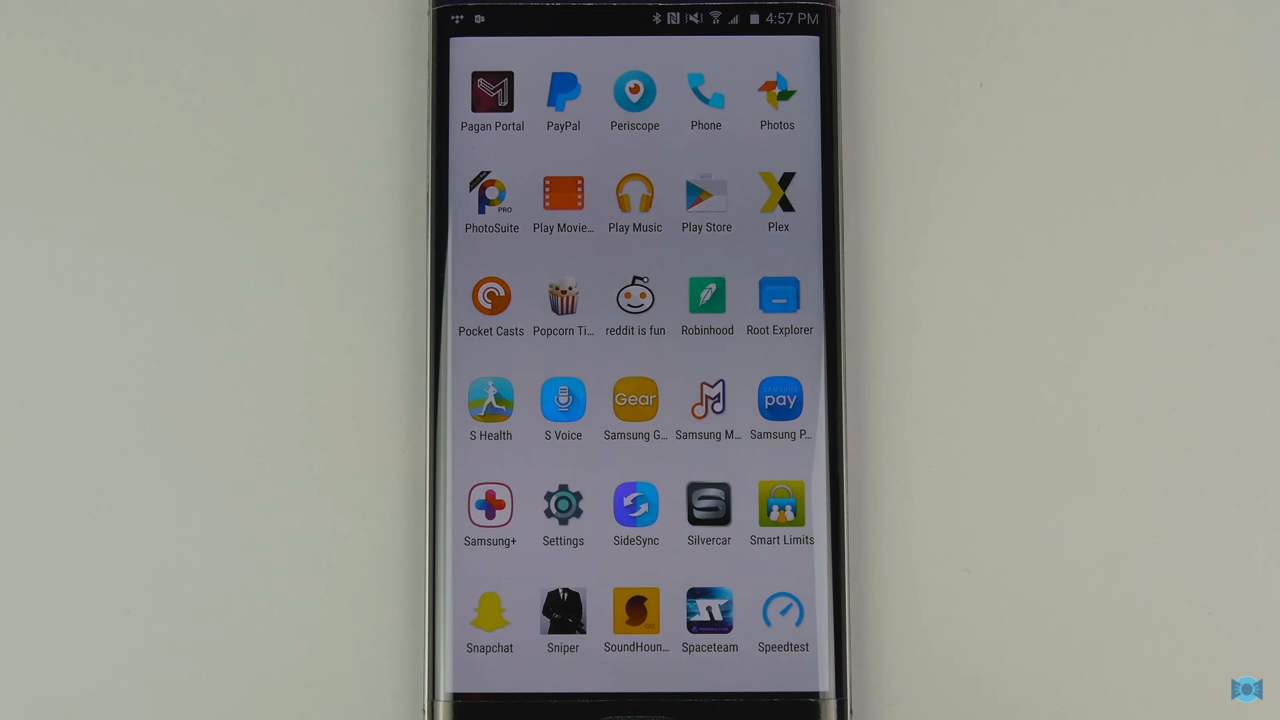 4:57 PM
Pagan Portal PayPal Periscope Phone Photos
PRO
PhotoSuite Play Movie... Play Music Play Store Plex
Pocket Casts Popcorn Ti... reddit is fun Robinhood Root Explorer
Gear
SAMSUNG
pay
S Health S Voice Samsung G... Samsung M... Samsung P...
Samsung+ Settings SideSync Silvercar Smart Limits
Snapchat Sniper SoundHoun... Spaceteam Speedtest